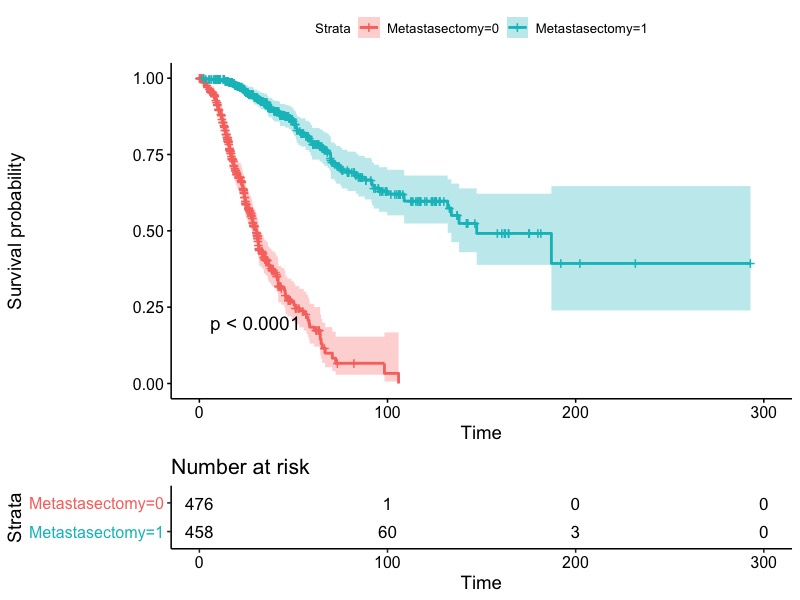 Strata Metastasectomy=0 Metastasectomy=1
Survival probability
1.00
0.75
0.50
0.25
0.00
p < 0.0001
0 100 200 300
Time
Number at risk
Strata
Metastasectomy=0 476 1 0 0
Metastasectomy=1 458 60 3 0
0 100 200 300
Time